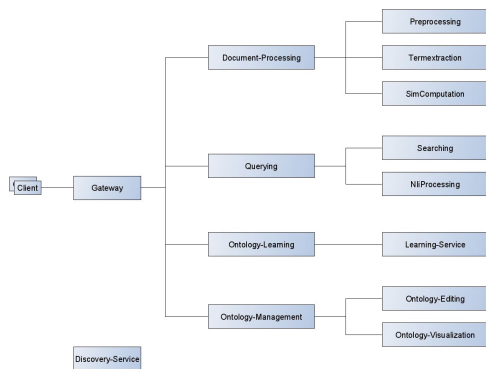 Preprocessing
Document-Processing
Termextraction
SimComputation
Searching
Querying
NliProcessing
Client
Gateway
Ontology-Learning
Learning-Service
Ontology-Editing
Ontology-Management
Ontology-Visualization
Discovery-Service